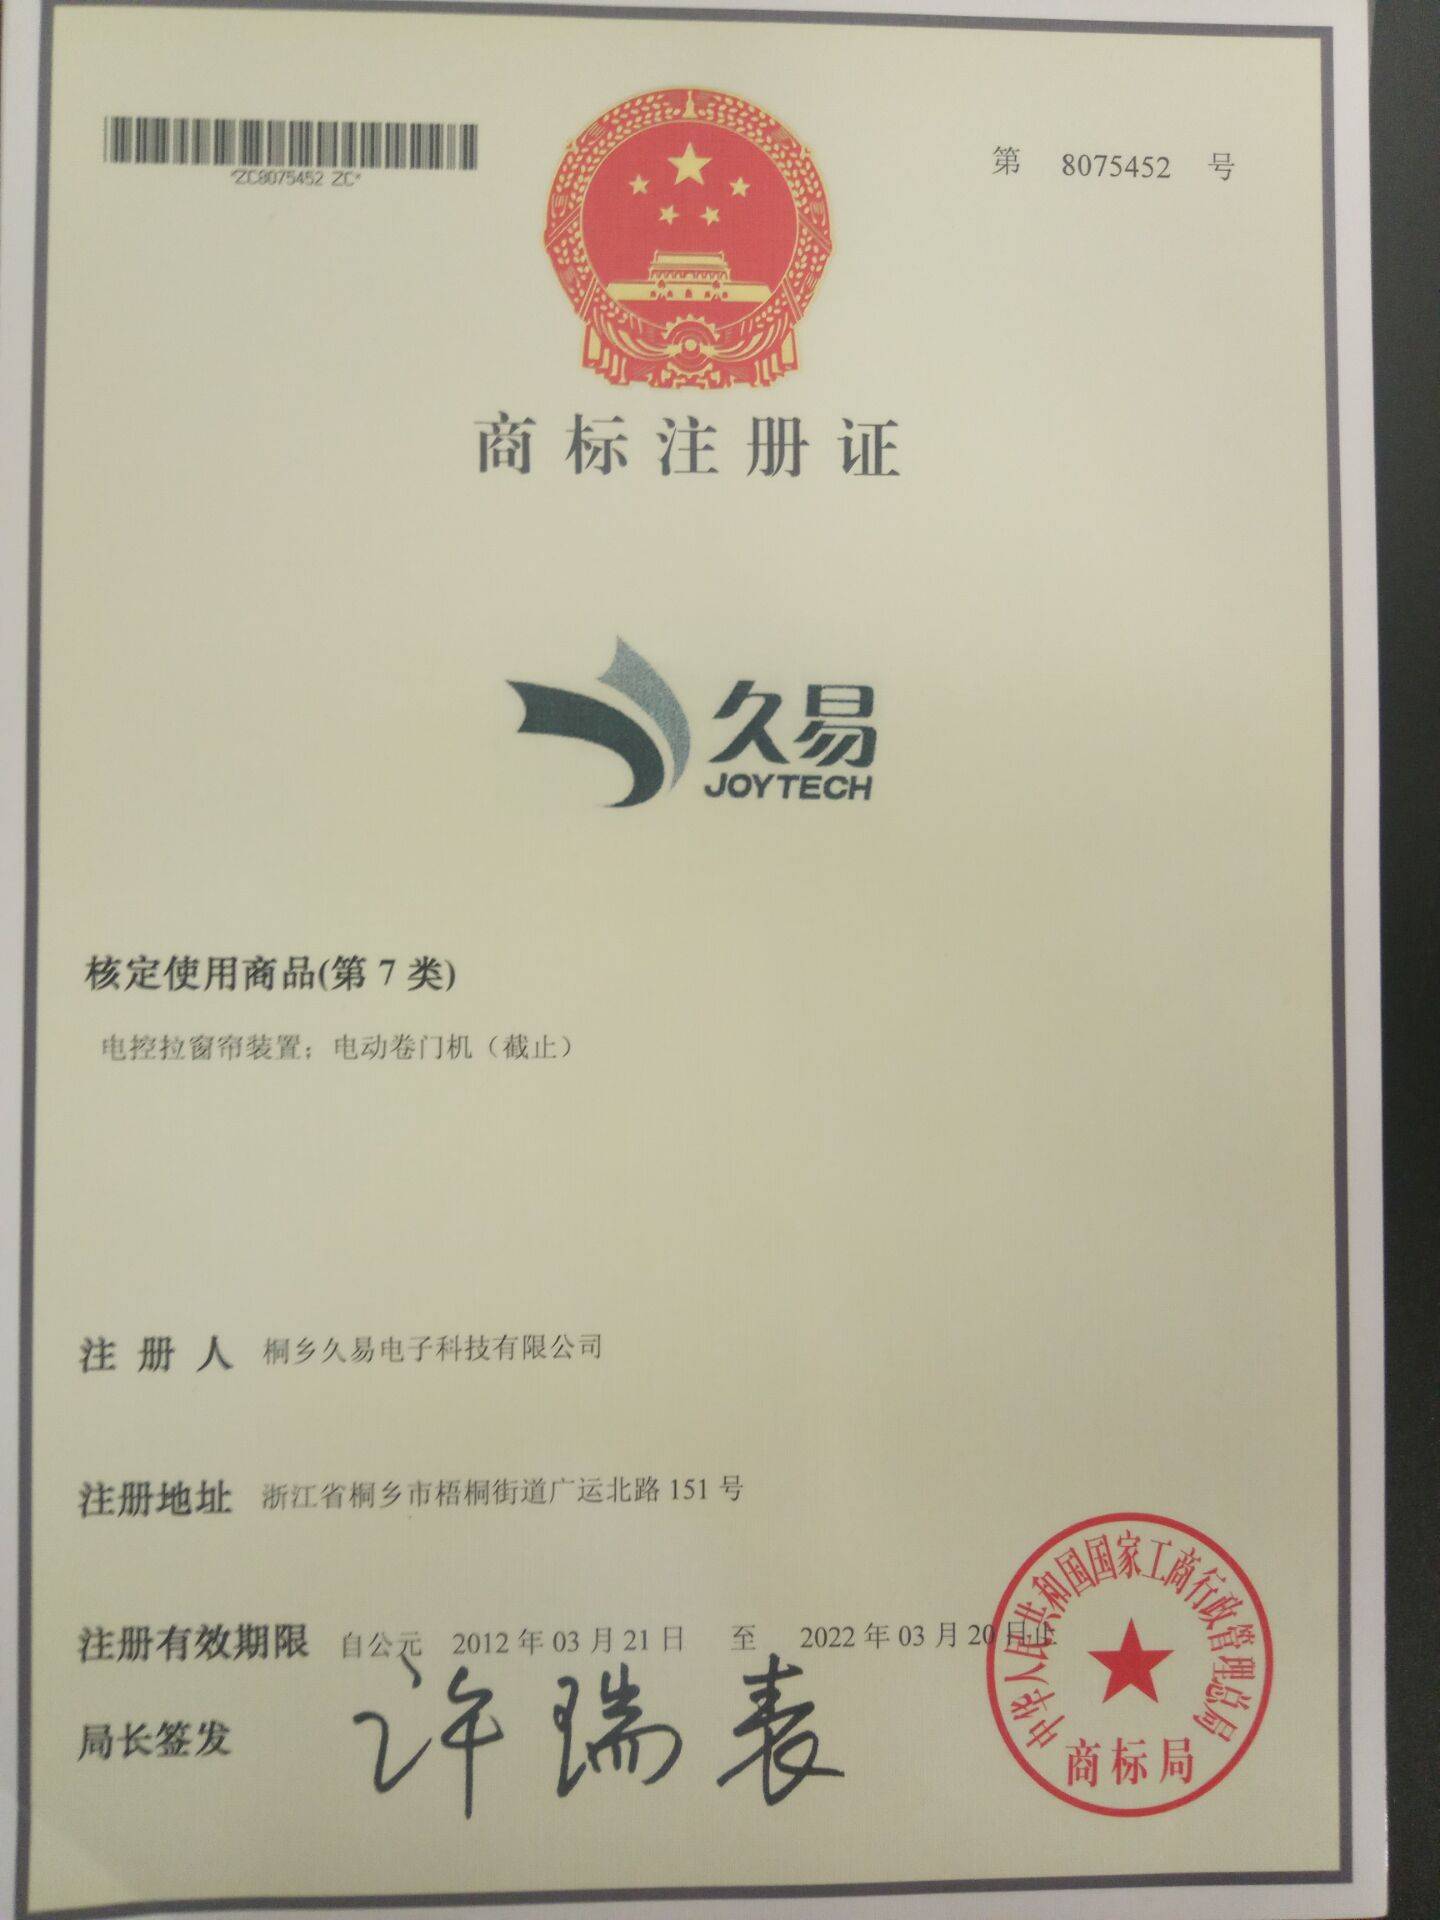 *ZC8075452 ZC*
第 8075452 号
商标注册证
久易
JOYTECH
核定使用商品(第 7 类)
电控拉窗帘装置；电动卷门机（截止）
注册人 桐乡久易电子科技有限公司
注册地址 浙江省桐乡市梧桐街道广运北路 151 号
注册有效期限 自公元 2012 年 03 月 21 日 至 2022 年 03 月 20 日止
局长签发 许瑞表
中华人民共和国国家工商行政管理总局
商标局